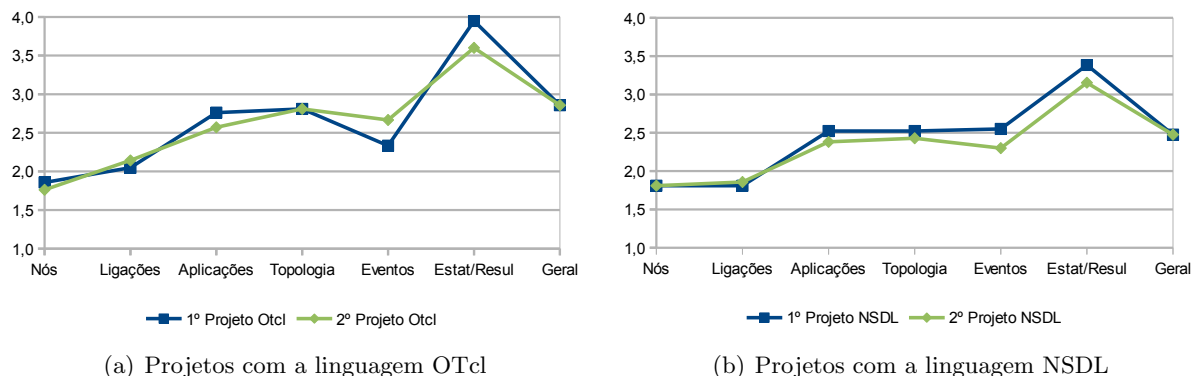 4,0
3,5
3,0
2,5
2,0
1,5
1,0
Nós Ligações Aplicações Topologia Eventos Estat/Resul Geral
1º Projeto Otcl 2º Projeto Otcl
(a) Projetos com a linguagem OTcl
4,0
3,5
3,0
2,5
2,0
1,5
1,0
Nós Ligações Aplicações Topologia Eventos Estat/Resul Geral
1º Projeto NSDL 2º Projeto NSDL
(b) Projetos com a linguagem NSDL